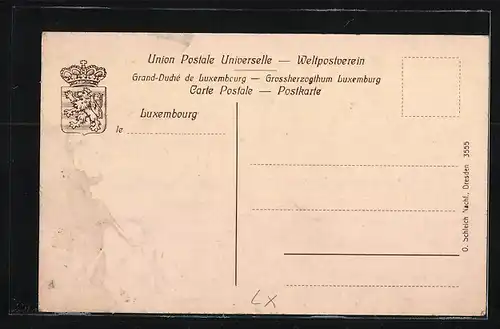 Union Postale Universelle — Weltpostverein
Grand-Duché de Luxembourg — Grossherzogthum Luxemburg
Carte Postale — Postkarte
Luxembourg
le
O. Schleich Nachf., Dresden 3555
LX